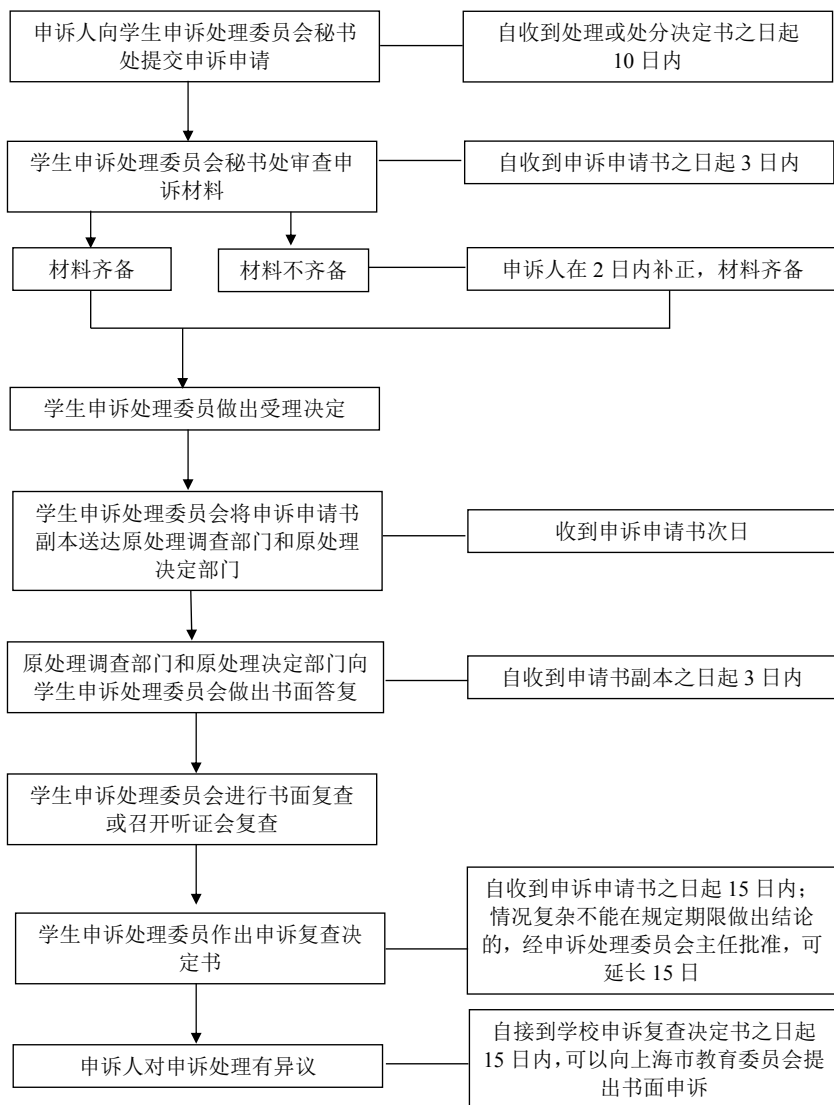 申诉人向学生申诉处理委员会秘书
处提交申诉申请
自收到处理或处分决定书之日起
10 日内
学生申诉处理委员会秘书处审查申
诉材料
自收到申诉申请书之日起 3 日内
材料齐备
材料不齐备
申诉人在 2 日内补正，材料齐备
学生申诉处理委员做出受理决定
学生申诉处理委员会将申诉申请书
副本送达原处理调查部门和原处理
决定部门
收到申诉申请书次日
原处理调查部门和原处理决定部门向
学生申诉处理委员会做出书面答复
自收到申请书副本之日起 3 日内
学生申诉处理委员会进行书面复查
或召开听证会复查
学生申诉处理委员作出申诉复查决
定书
自收到申诉申请书之日起 15 日内；
情况复杂不能在规定期限做出结论
的，经申诉处理委员会主任批准，可
延长 15 日
申诉人对申诉处理有异议
自接到学校申诉复查决定书之日起
15 日内，可以向上海市教育委员会提
出书面申诉